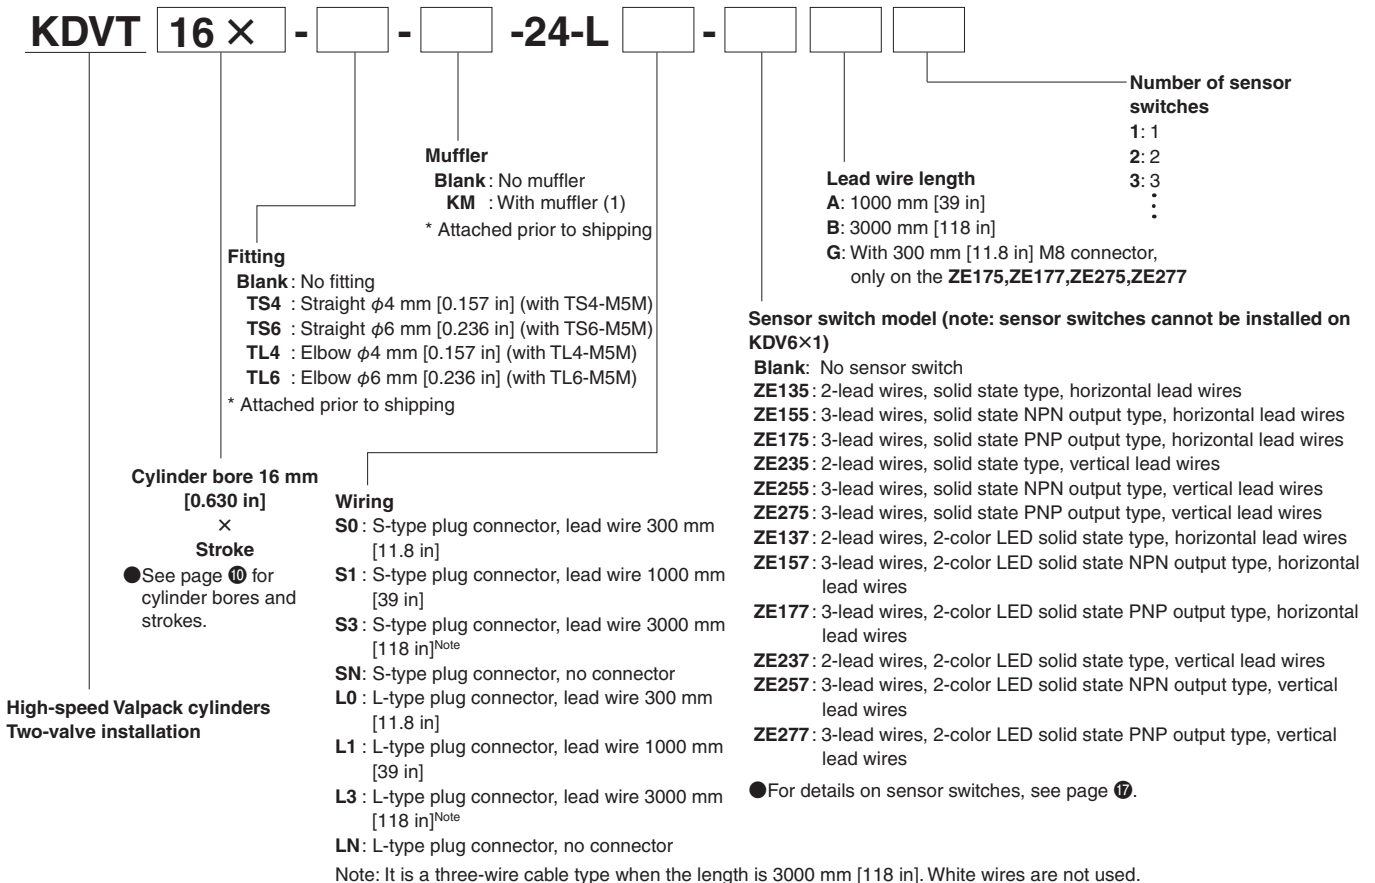 KDVT 16× - - -24-L -
Number of sensor
switches
1: 1
2: 2
3: 3
Muffler
Blank: No muffler
KM : With muffler (1)
* Attached prior to shipping
Lead wire length
A: 1000 mm [39 in]
B: 3000 mm [118 in]
G: With 300 mm [11.8 in] M8 connector,
only on the ZE175,ZE177,ZE275,ZE277
Fitting
Blank: No fitting
TS4 : Straight φ4 mm [0.157 in] (with TS4-M5M)
TS6 : Straight φ6 mm [0.236 in] (with TS6-M5M)
TL4 : Elbow φ4 mm [0.157 in] (with TL4-M5M)
TL6 : Elbow φ6 mm [0.236 in] (with TL6-M5M)
* Attached prior to shipping
Sensor switch model (note: sensor switches cannot be installed on
KDV6×1)
Blank: No sensor switch
ZE135: 2-lead wires, solid state type, horizontal lead wires
ZE155: 3-lead wires, solid state NPN output type, horizontal lead wires
ZE175: 3-lead wires, solid state PNP output type, horizontal lead wires
ZE235: 2-lead wires, solid state type, vertical lead wires
ZE255: 3-lead wires, solid state NPN output type, vertical lead wires
ZE275: 3-lead wires, solid state PNP output type, vertical lead wires
ZE137: 2-lead wires, 2-color LED solid state type, horizontal lead wires
ZE157: 3-lead wires, 2-color LED solid state NPN output type, horizontal
lead wires
ZE177: 3-lead wires, 2-color LED solid state PNP output type, horizontal
lead wires
ZE237: 2-lead wires, 2-color LED solid state type, vertical lead wires
ZE257: 3-lead wires, 2-color LED solid state NPN output type, vertical
lead wires
ZE277: 3-lead wires, 2-color LED solid state PNP output type, vertical
lead wires
●For details on sensor switches, see page ⓱.
Cylinder bore 16 mm
[0.630 in]
×
Stroke
●See page ❿ for
cylinder bores and
strokes.
Wiring
S0: S-type plug connector, lead wire 300 mm
[11.8 in]
S1: S-type plug connector, lead wire 1000 mm
[39 in]
S3: S-type plug connector, lead wire 3000 mm
[118 in]Note
SN: S-type plug connector, no connector
L0: L-type plug connector, lead wire 300 mm
[11.8 in]
L1: L-type plug connector, lead wire 1000 mm
[39 in]
L3: L-type plug connector, lead wire 3000 mm
[118 in]Note
LN: L-type plug connector, no connector
Note: It is a three-wire cable type when the length is 3000 mm [118 in]. White wires are not used.
High-speed Valpack cylinders
Two-valve installation